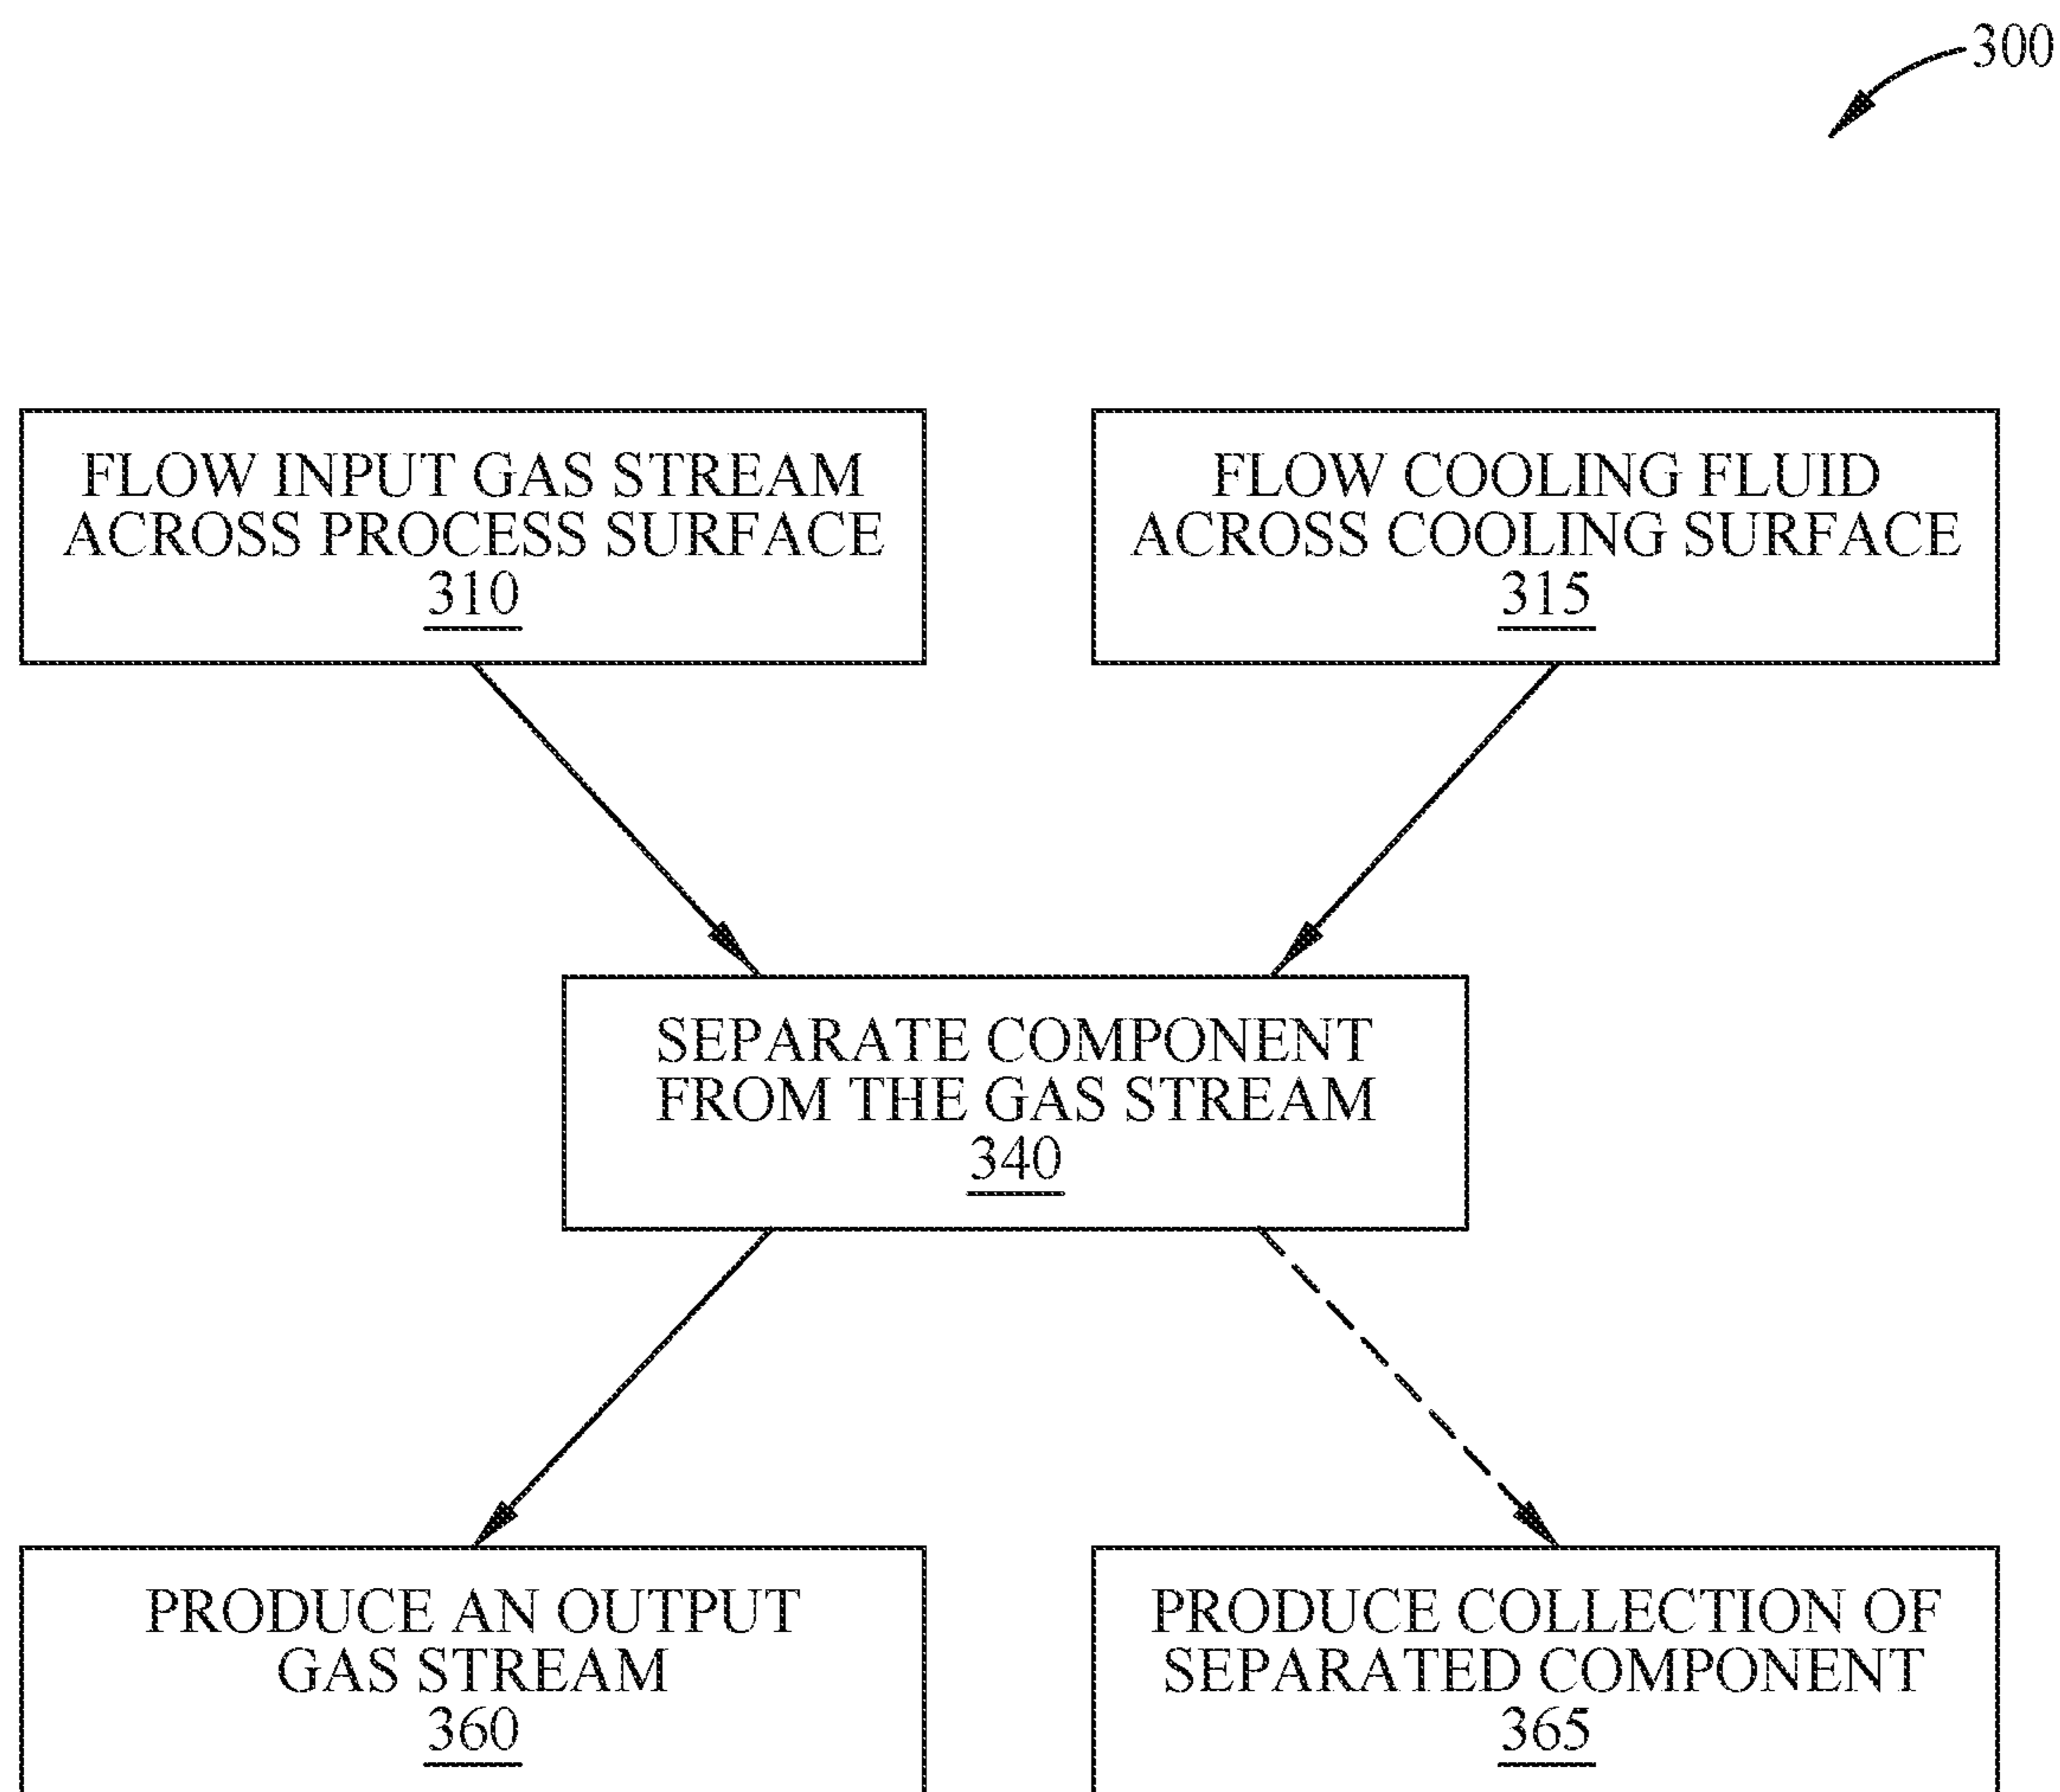 300
FLOW INPUT GAS STREAM
ACROSS PROCESS SURFACE
310
FLOW COOLING FLUID
ACROSS COOLING SURFACE
315
SEPARATE COMPONENT
FROM THE GAS STREAM
340
PRODUCE AN OUTPUT
GAS STREAM
360
PRODUCE COLLECTION OF
SEPARATED COMPONENT
365